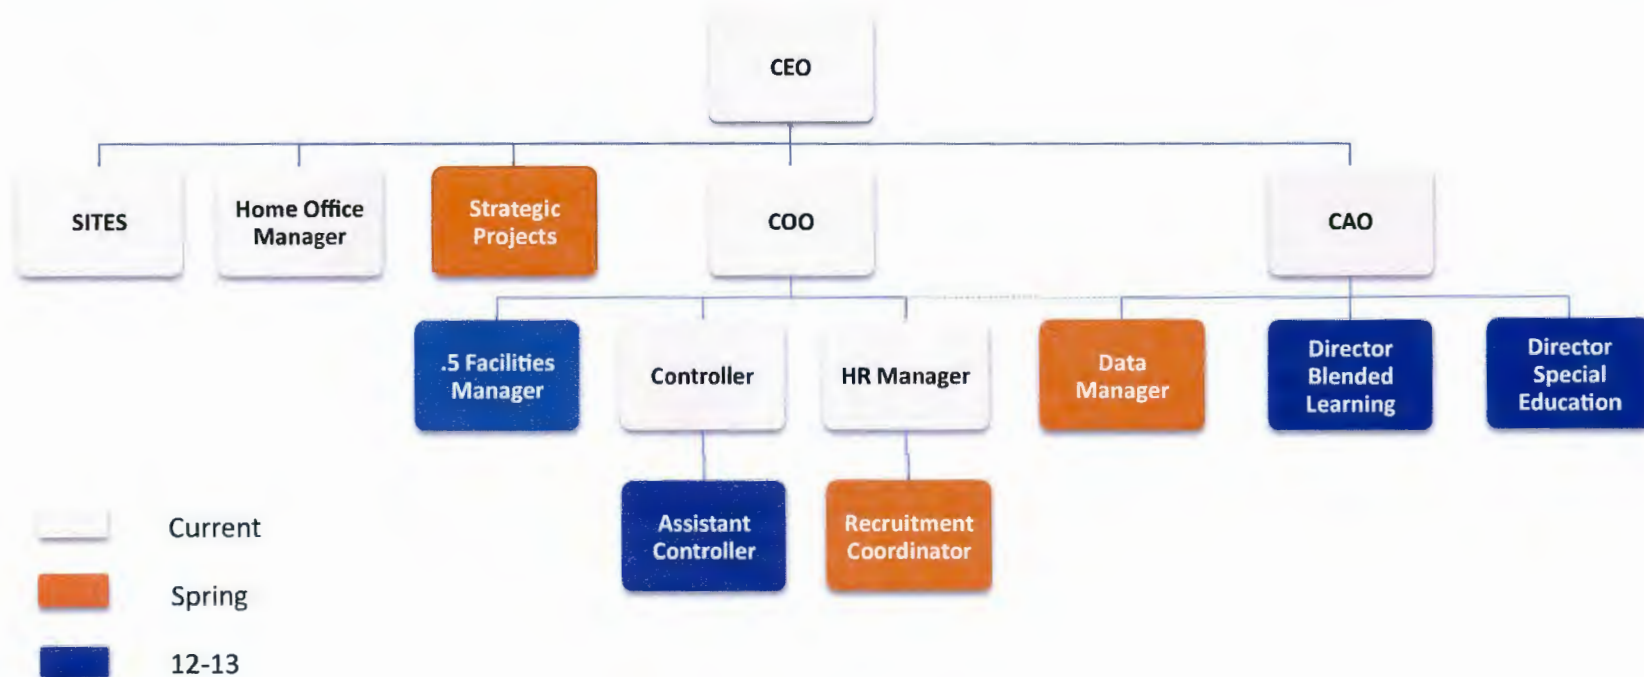 CEO
SITES
Home Office
Manager
Strategic
Projects
COO
CAO
.5 Facilities
Manager
Controller
HR Manager
Data
Manager
Director
Blended
Learning
Director
Special
Education
Assistant
Controller
Recruitment
Coordinator
Current
Spring
12-13